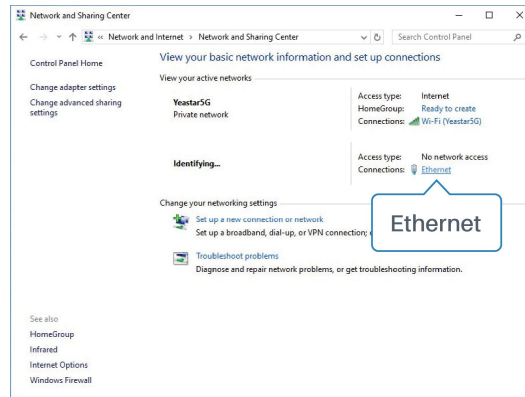 Network and Sharing Center
« Network and Internet › Network and Sharing Center
Search Control Panel
Control Panel Home
Change adapter settings
Change advanced sharing
settings
View your basic network information and set up connections
View your active networks
Yeastar5G
Private network
Access type: Internet
HomeGroup: Ready to create
Connections: Wi-Fi (Yeastar5G)
Identifying...
Access type: No network access
Connections: Ethernet
Ethernet
Change your networking settings
Set up a new connection or network
Set up a broadband, dial-up, or VPN connection;
Troubleshoot problems
Diagnose and repair network problems, or get troubleshooting information.
See also
HomeGroup
Infrared
Internet Options
Windows Firewall